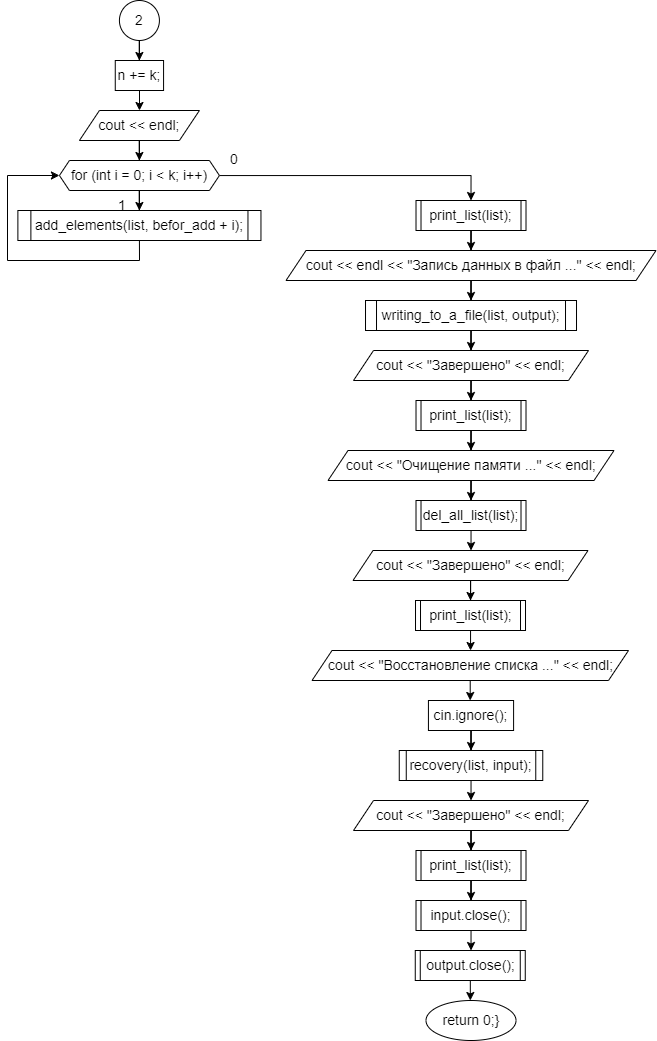 2
n += k;
cout << endl;
for (int i = 0; i < k; i++)
0
1
add_elements(list, befor_add + i);
print_list(list);
cout << endl << "Запись данных в файл ..." << endl;
writing_to_a_file(list, output);
cout << "Завершено" << endl;
print_list(list);
cout << "Очищение памяти ..." << endl;
del_all_list(list);
cout << "Завершено" << endl;
print_list(list);
cout << "Восстановление списка ..." << endl;
cin.ignore();
recovery(list, input);
cout << "Завершено" << endl;
print_list(list);
input.close();
output.close();
return 0;}